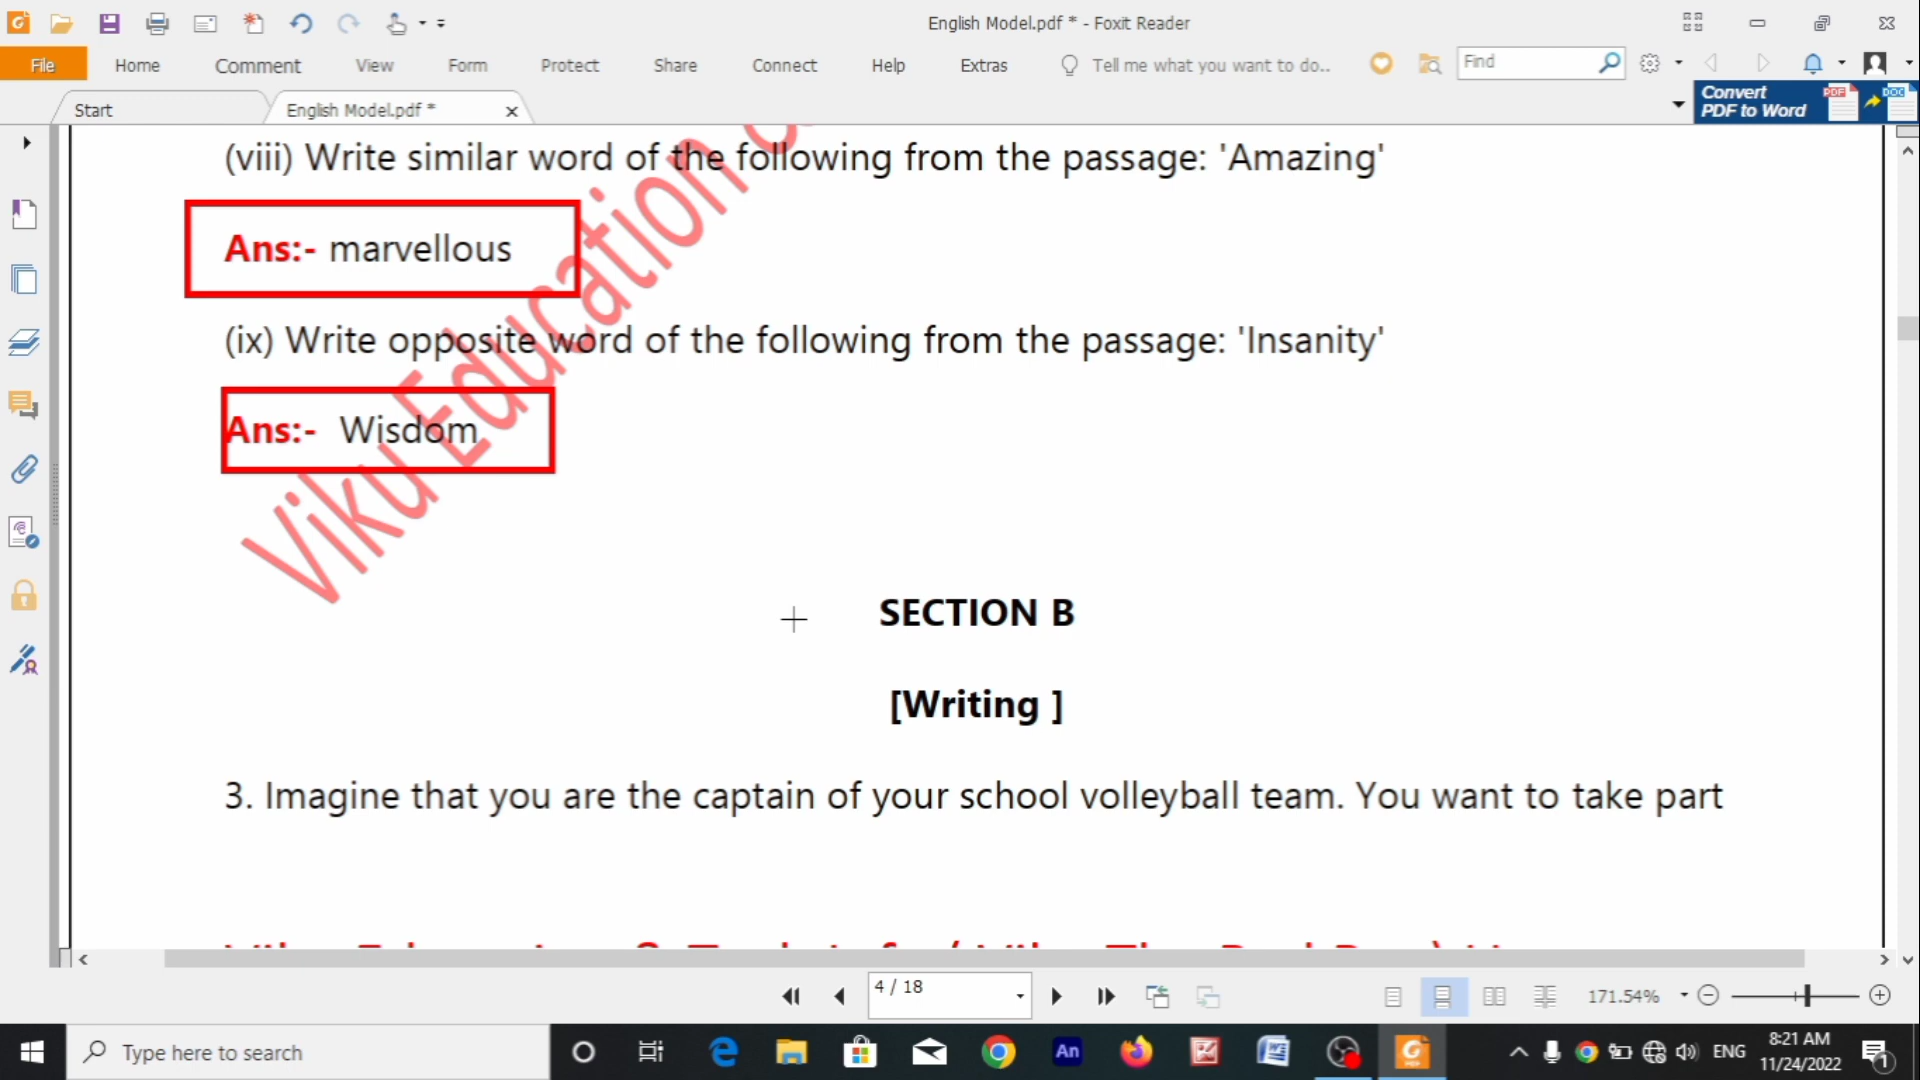 English Model.pdf * - Foxit Reader
File Home Comment View Form Protect Share Connect Help Extras Tell me what you want to do.. Find
Start English Model.pdf * Convert PDF to Word
(viii) Write similar word of the following from the passage: 'Amazing'
Ans:- marvellous
(ix) Write opposite word of the following from the passage: 'Insanity'
Ans:- Wisdom
Viku Education
SECTION B
[Writing ]
3. Imagine that you are the captain of your school volleyball team. You want to take part
4 / 18
171.54%
Type here to search
An
ENG
8:21 AM
11/24/2022
1